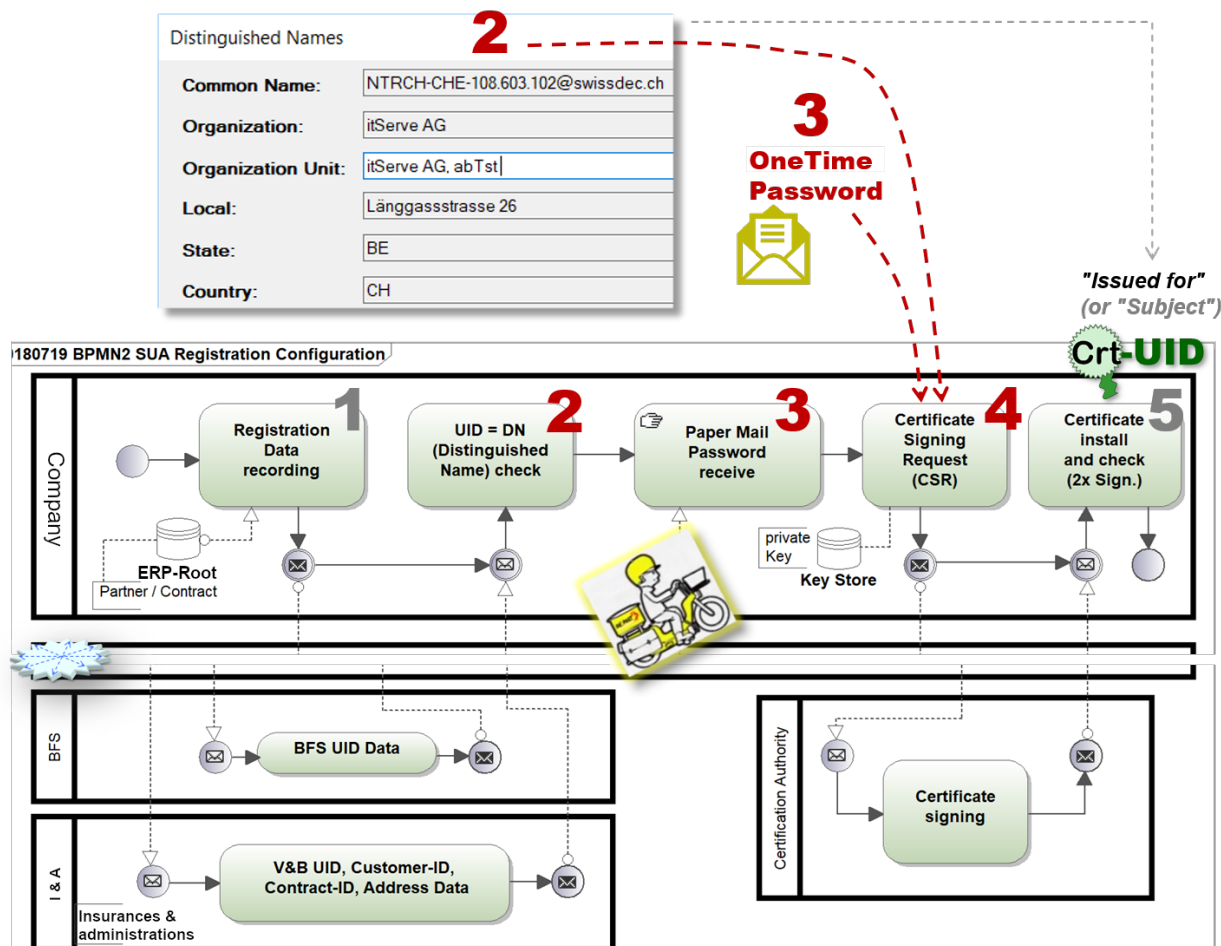 Distinguished Names
2
Common Name:
NTRCH-CHE-108.603.102@swissdec.ch
Organization:
itServe AG
Organization Unit:
itServe AG, abTst
Local:
Länggassstrasse 26
State:
BE
Country:
CH
3
OneTime
Password
"Issued for"
(or "Subject")
Crt-UID
180719 BPMN2 SUA Registration Configuration
Company
1
Registration
Data
recording
2
UID = DN
(Distinguished
Name) check
3
Paper Mail
Password
receive
4
Certificate
Signing
Request
(CSR)
5
Certificate
install
and check
(2x Sign.)
ERP-Root
Partner / Contract
private
Key
Key Store
BFS
BFS UID Data
I & A
V&B UID, Customer-ID,
Contract-ID, Address Data
Insurances &
administrations
Certification Authority
Certificate
signing